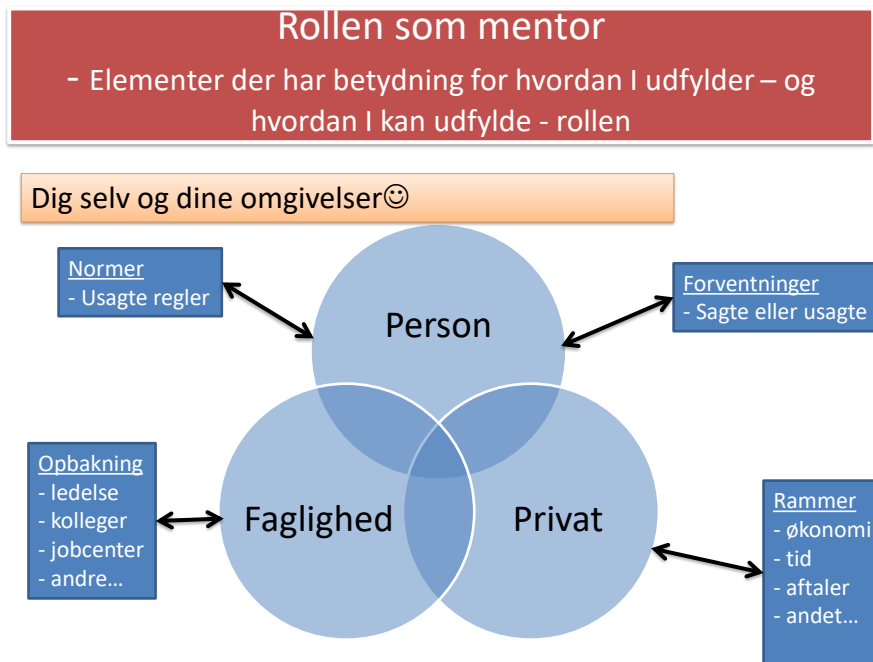 Rollen som mentor
- Elementer der har betydning for hvordan I udfylder – og
hvordan I kan udfylde - rollen
Dig selv og dine omgivelser☺
Normer
- Usagte regler
Forventninger
- Sagte eller usagte
Person
Opbakning
- ledelse
- kolleger
- jobcenter
- andre...
Faglighed
Privat
Rammer
- økonomi
- tid
- aftaler
- andet...